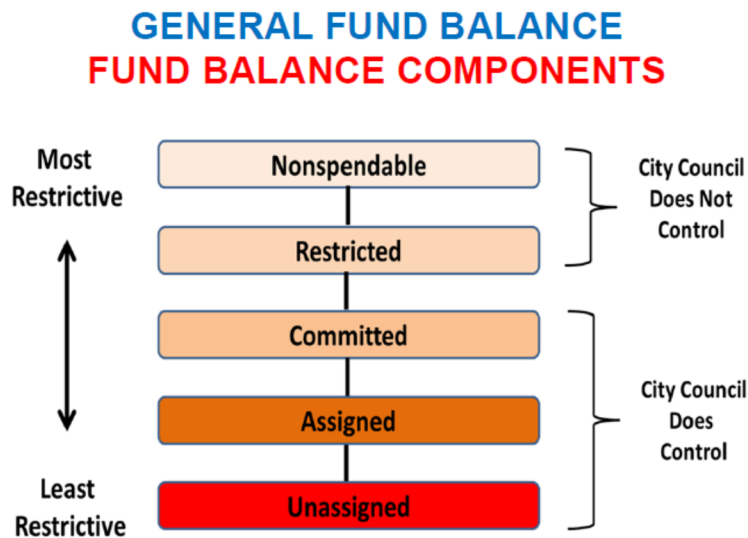 GENERAL FUND BALANCE
FUND BALANCE COMPONENTS
Most
Restrictive
Nonspendable
City Council
Does Not
Control
Restricted
Committed
Assigned
City Council
Does
Control
Least
Restrictive
Unassigned